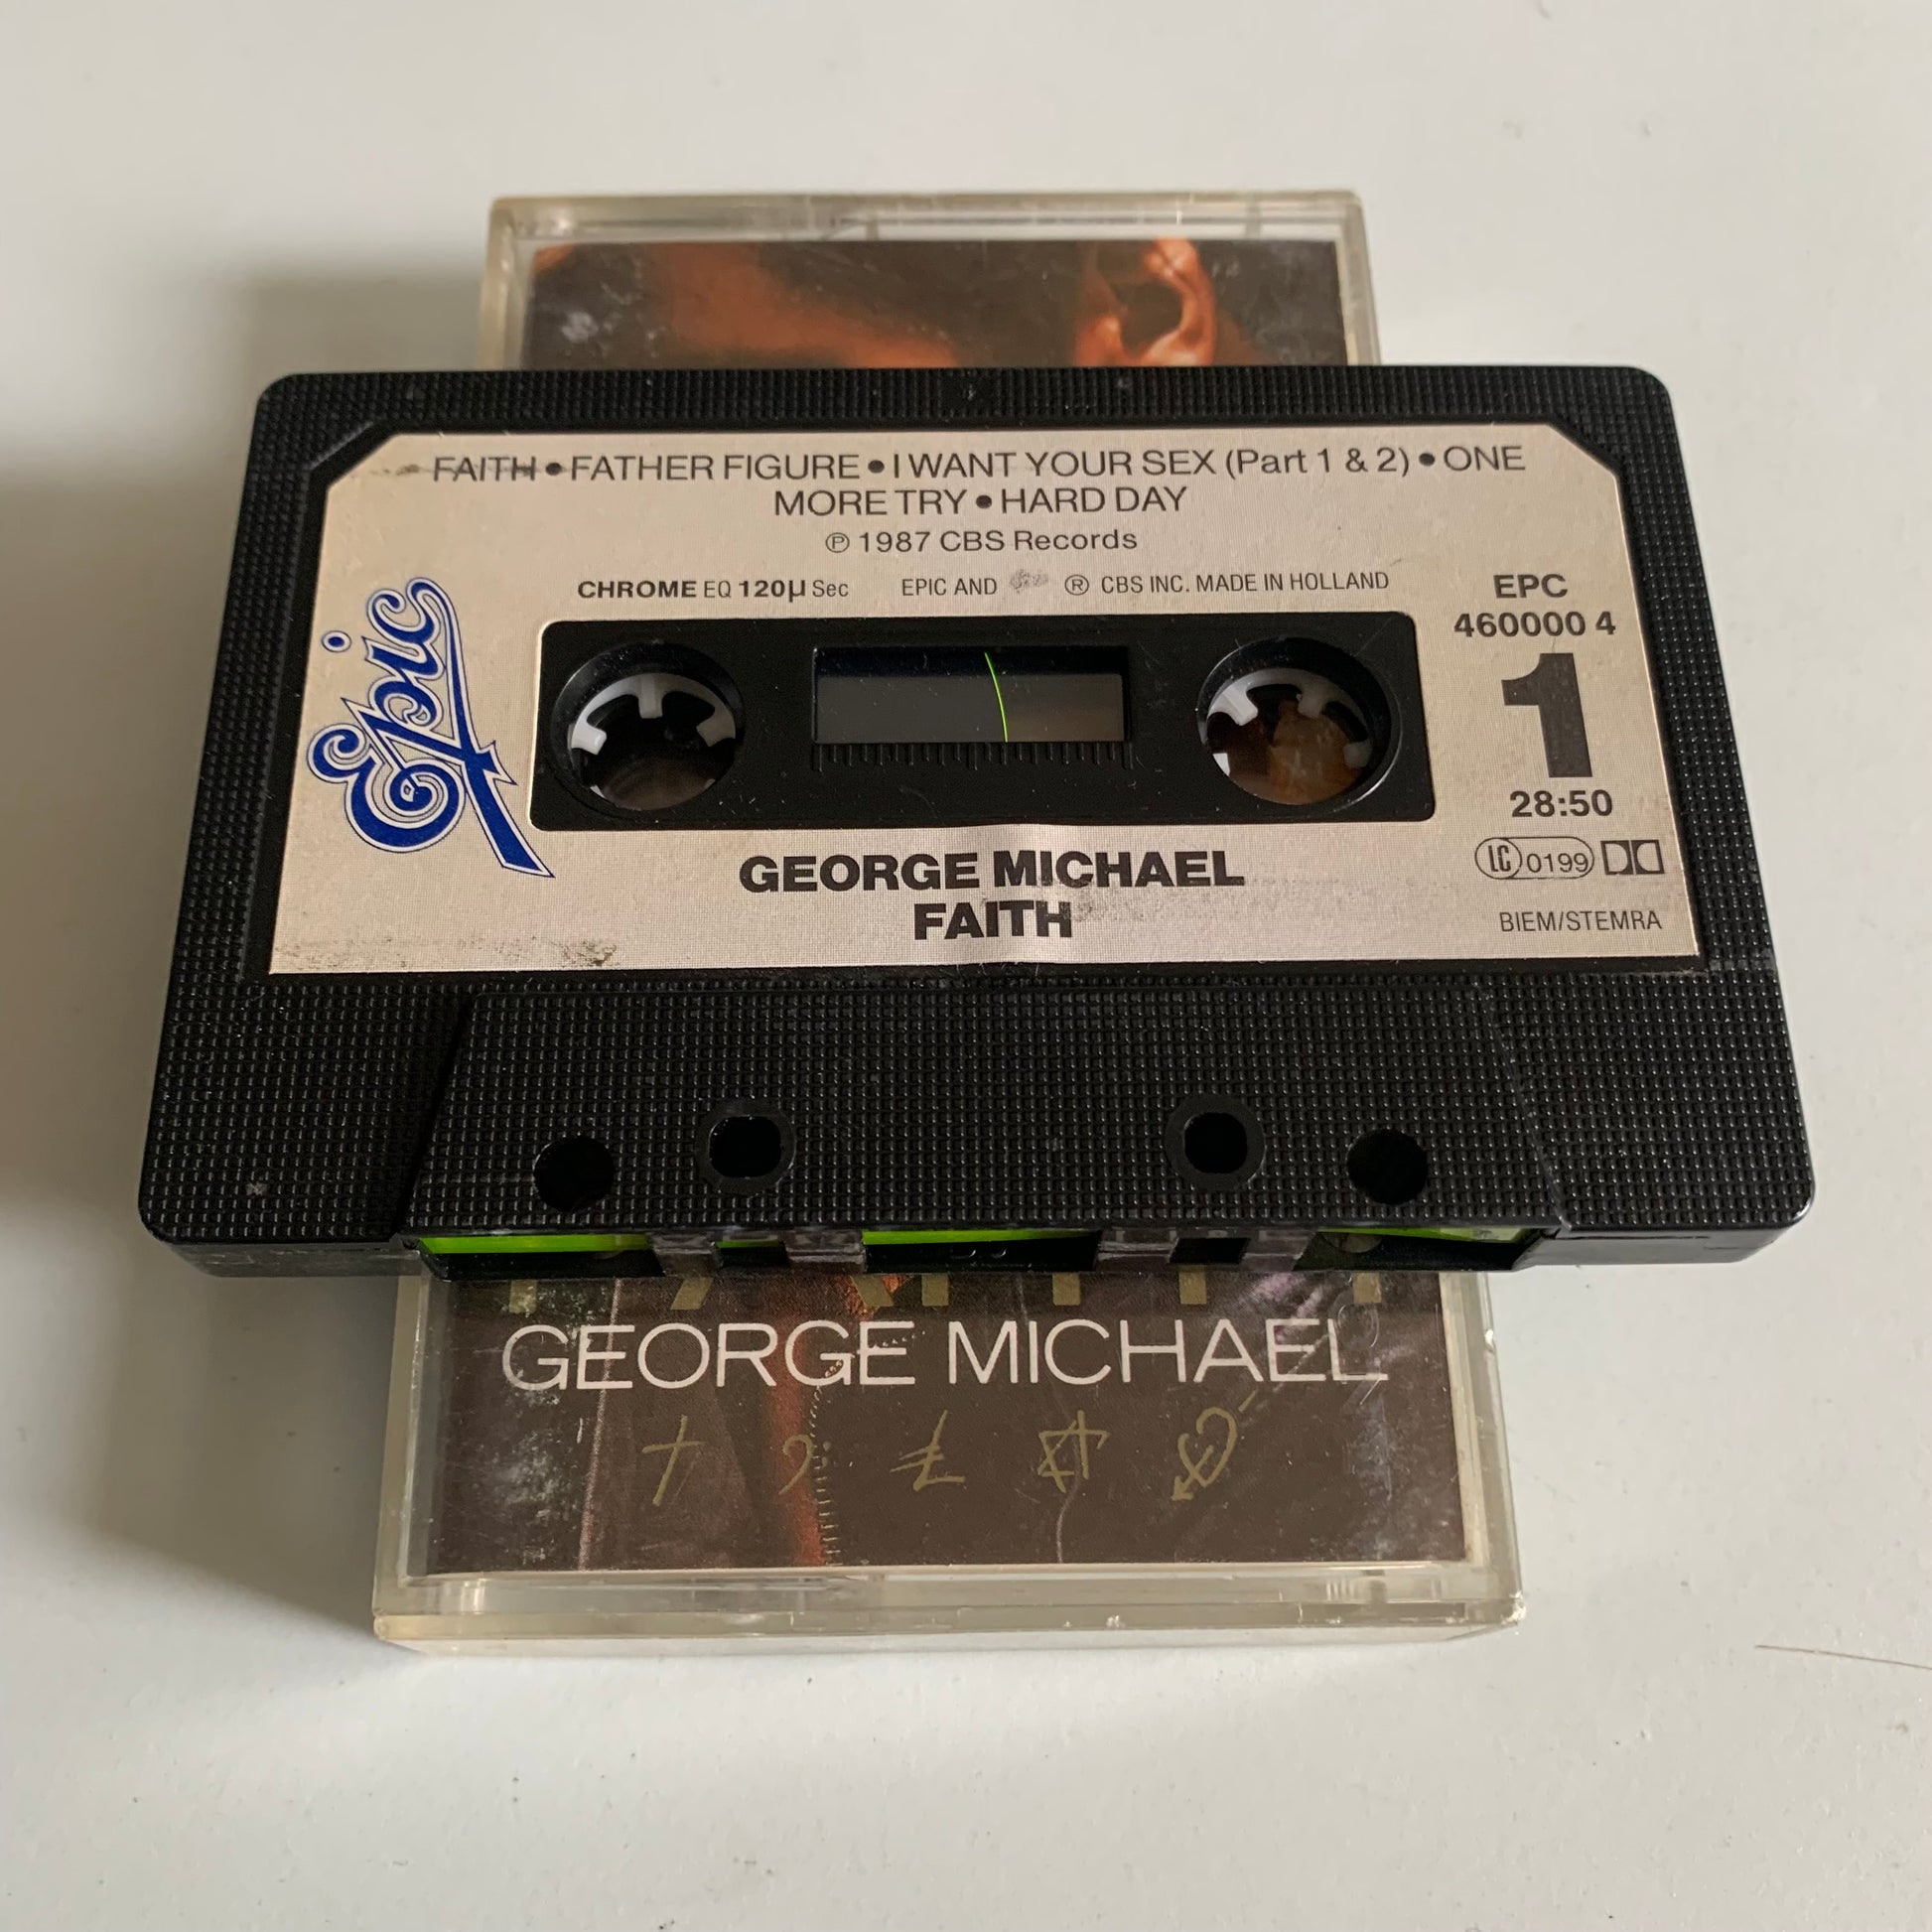 FAITH • FATHER FIGURE • I WANT YOUR SEX (Part 1 & 2) • ONE
MORE TRY • HARD DAY
℗ 1987 CBS Records
CHROME EQ 120µ Sec EPIC AND ® CBS INC. MADE IN HOLLAND
Epic
EPC
460000 4
1
28:50
LC 0199
GEORGE MICHAEL
FAITH
BIEM/STEMRA
GEORGE MICHAEL